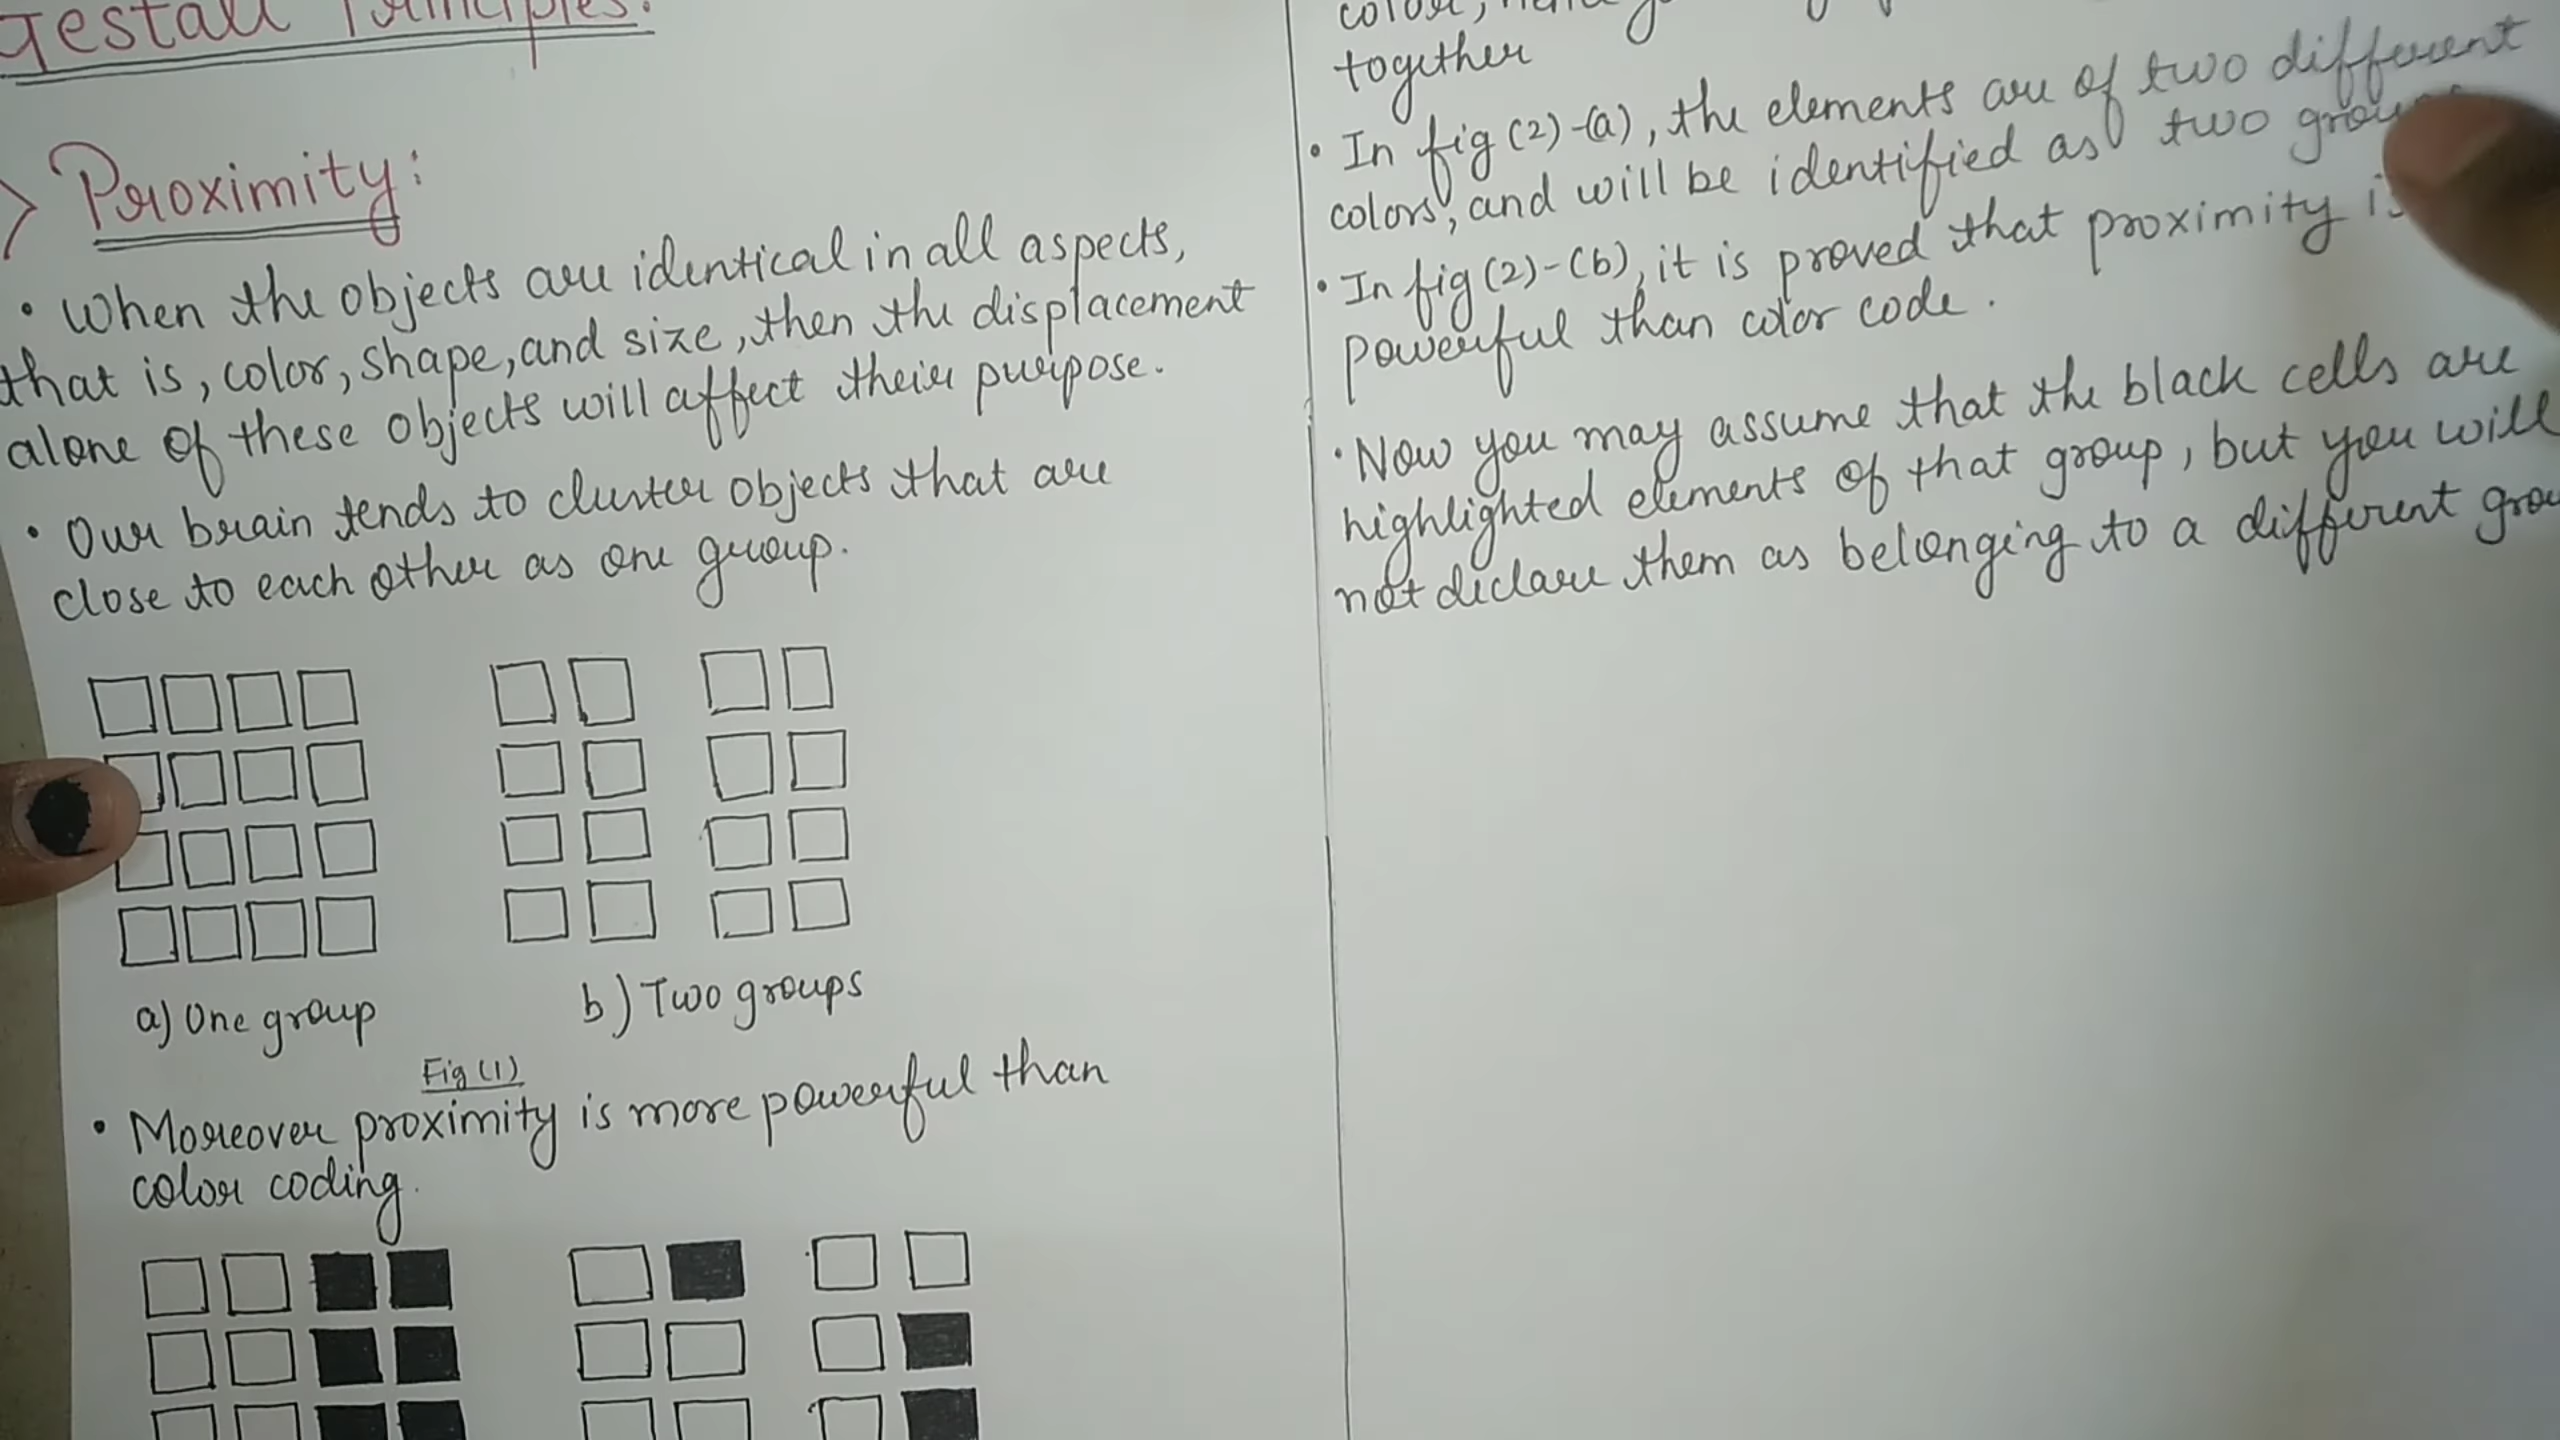 Gestalt Principles:
Proximity:
• When the objects are identical in all aspects,
that is, color, shape, and size, then the displacement
alone of these objects will affect their purpose.
• Our brain tends to cluster objects that are
close to each other as one group.
a) One group
b) Two groups
Fig (1)
• Moreover proximity is more powerful than
color coding.
together
• In fig (2)-(a), the elements are of two different
colors, and will be identified as two
• In fig (2)-(b), it is proved that proximity
powerful than color code.
• Now you may assume that the black cells are
highlighted elements of that group, but you will
not declare them as belonging to a different